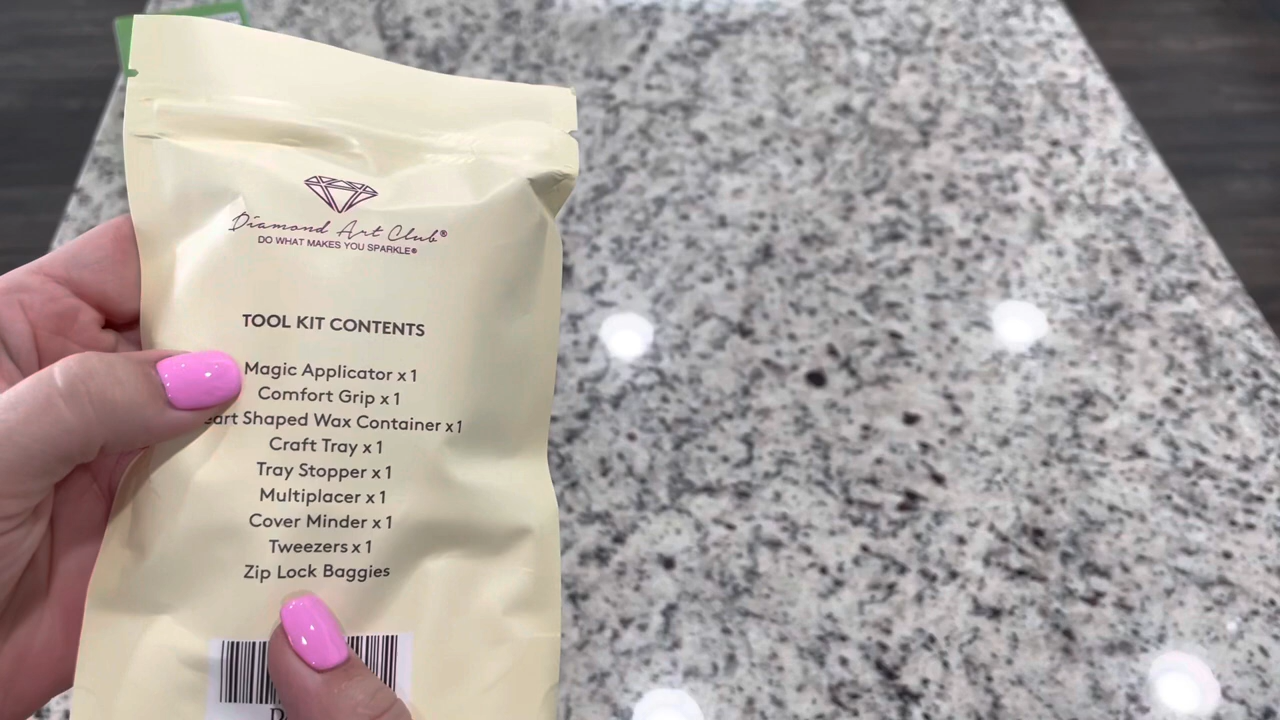 Diamond Art Club®
DO WHAT MAKES YOU SPARKLE®
TOOL KIT CONTENTS
Magic Applicator x 1
Comfort Grip x 1
Shaped Wax Container x1
Craft Tray x 1
Tray Stopper x 1
Multiplacer x 1
Cover Minder x 1
Tweezers x 1
Zip Lock Baggies